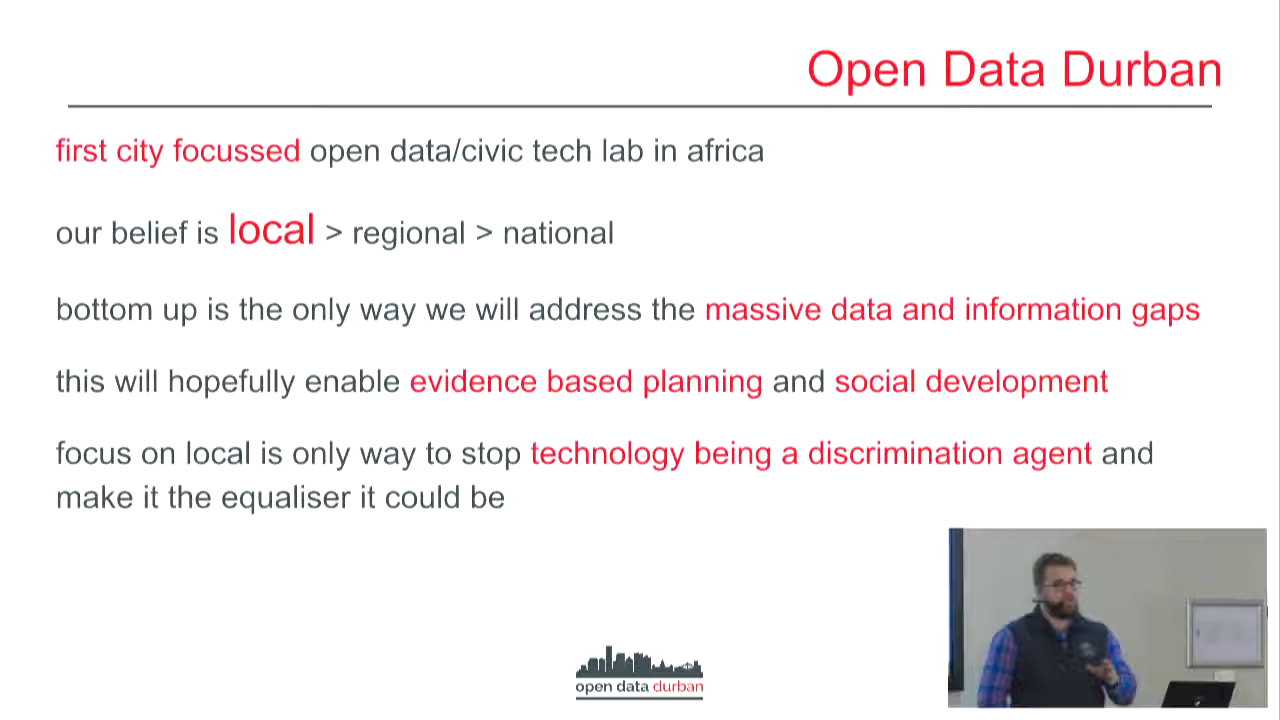 Open Data Durban
first city focussed open data/civic tech lab in africa
our belief is local > regional > national
bottom up is the only way we will address the massive data and information gaps
this will hopefully enable evidence based planning and social development
focus on local is only way to stop technology being a discrimination agent and
make it the equaliser it could be
open data durban